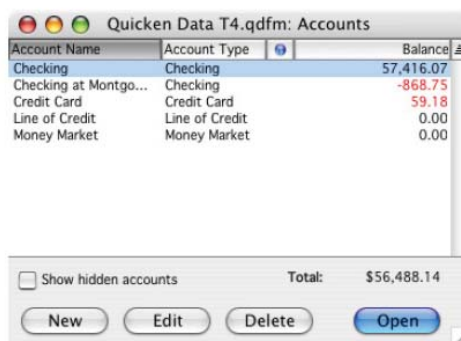 Quicken Data T4.qdfm: Accounts
Account Name Account Type Balance
Checking Checking 57,416.07
Checking at Montgo... Checking -868.75
Credit Card Credit Card 59.18
Line of Credit Line of Credit 0.00
Money Market Money Market 0.00
Show hidden accounts Total: $56,488.14
New Edit Delete Open